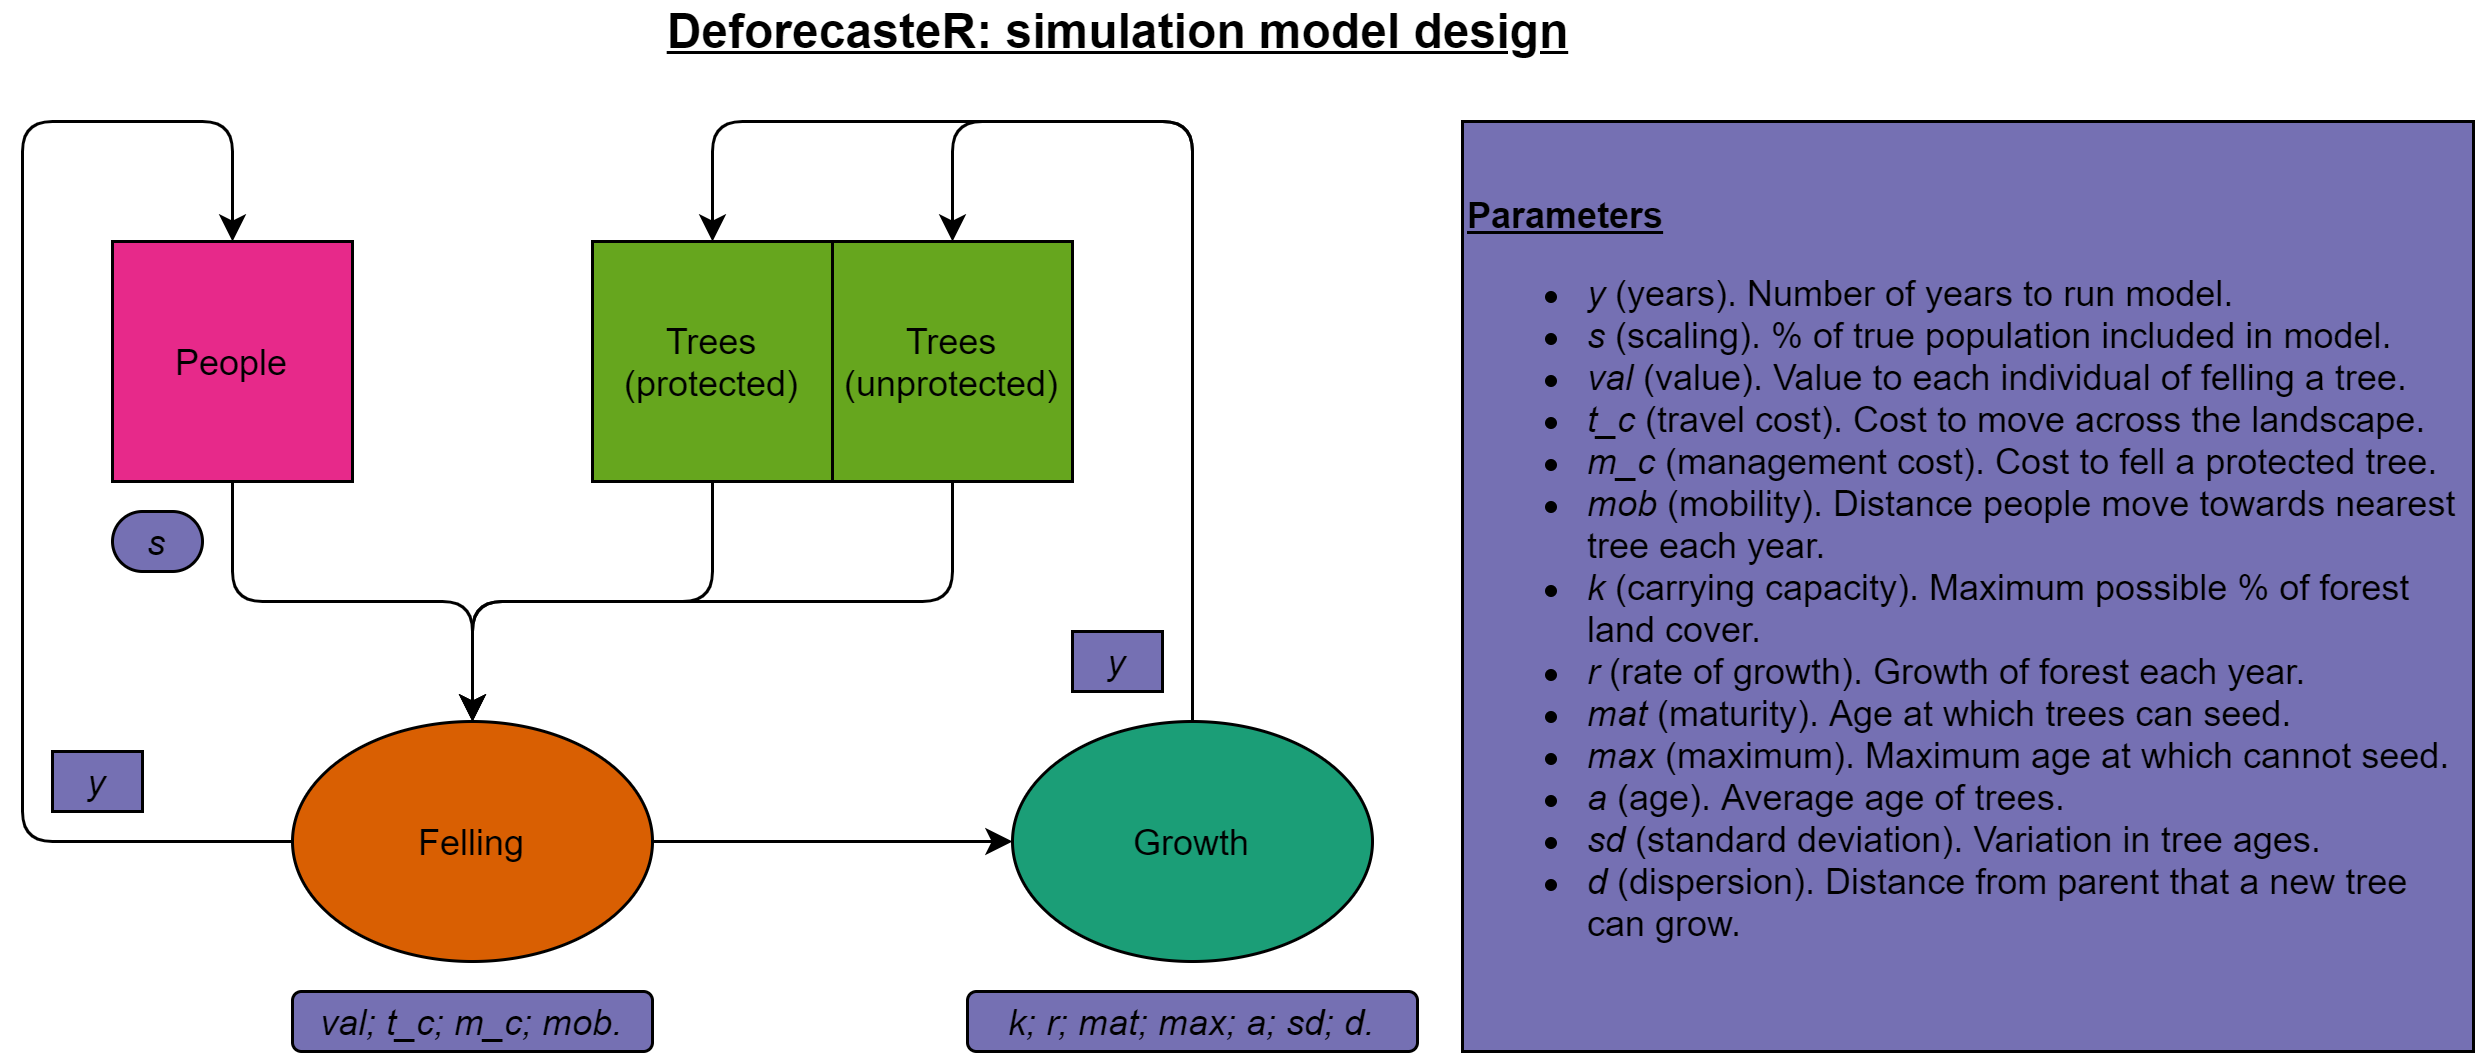 DeforecasteR: simulation model design
People
Trees
(protected)
Trees
(unprotected)
s
y
y
Felling
Growth
val; t_c; m_c; mob.
k; r; mat; max; a; sd; d.
Parameters
• y (years). Number of years to run model.
• s (scaling). % of true population included in model.
• val (value). Value to each individual of felling a tree.
• t_c (travel cost). Cost to move across the landscape.
• m_c (management cost). Cost to fell a protected tree.
• mob (mobility). Distance people move towards nearest
tree each year.
• k (carrying capacity). Maximum possible % of forest
land cover.
• r (rate of growth). Growth of forest each year.
• mat (maturity). Age at which trees can seed.
• max (maximum). Maximum age at which cannot seed.
• a (age). Average age of trees.
• sd (standard deviation). Variation in tree ages.
• d (dispersion). Distance from parent that a new tree
can grow.